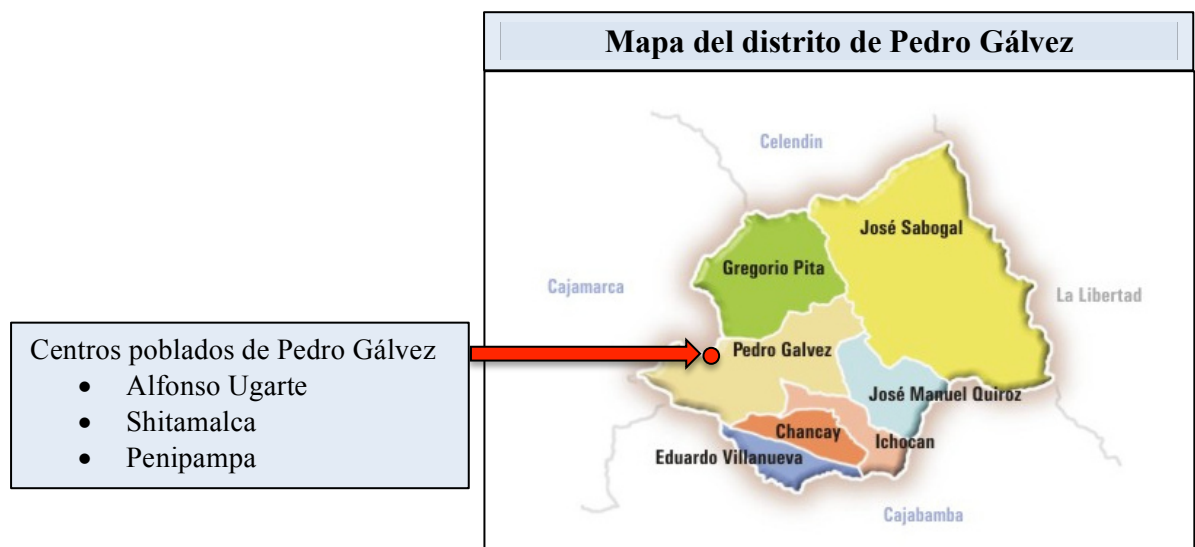 Mapa del distrito de Pedro Gálvez
Celendin
José Sabogal
Gregorio Pita
Cajamarca
La Libertad
Centros poblados de Pedro Gálvez
• Alfonso Ugarte
• Shitamalca
• Penipampa
Pedro Galvez
José Manuel Quiroz
Chancay
Ichocan
Eduardo Villanueva
Cajabamba